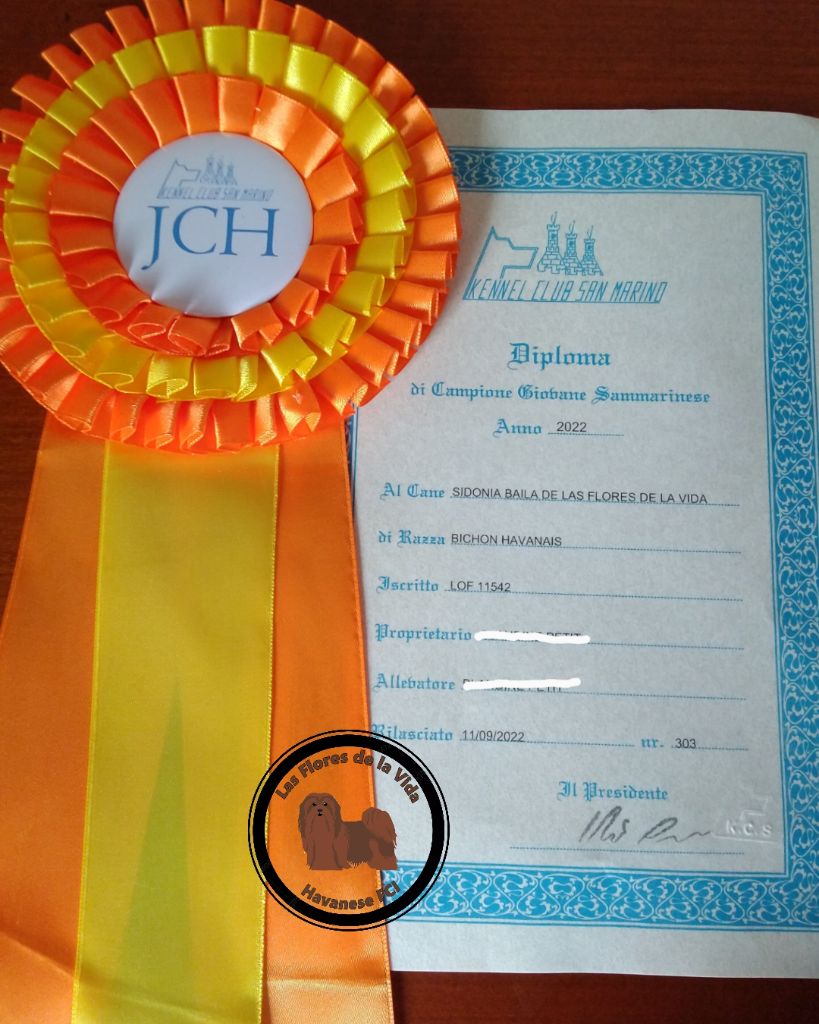 KENNEL CLUB SAN MARINO
JCH
KENNEL CLUB SAN MARINO
Diploma
di Campione Giovane Sammarinese
Anno 2022
Al Cane SIDONIA BAILA DE LAS FLORES DE LA VIDA
di Razza BICHON HAVANAIS
Iscritto LOF 11542
Proprietario
Allevatore
Rilasciato 11/09/2022 nr. 303
Il Presidente
K.C.S
Las Flores de la Vida
Havanese FCI